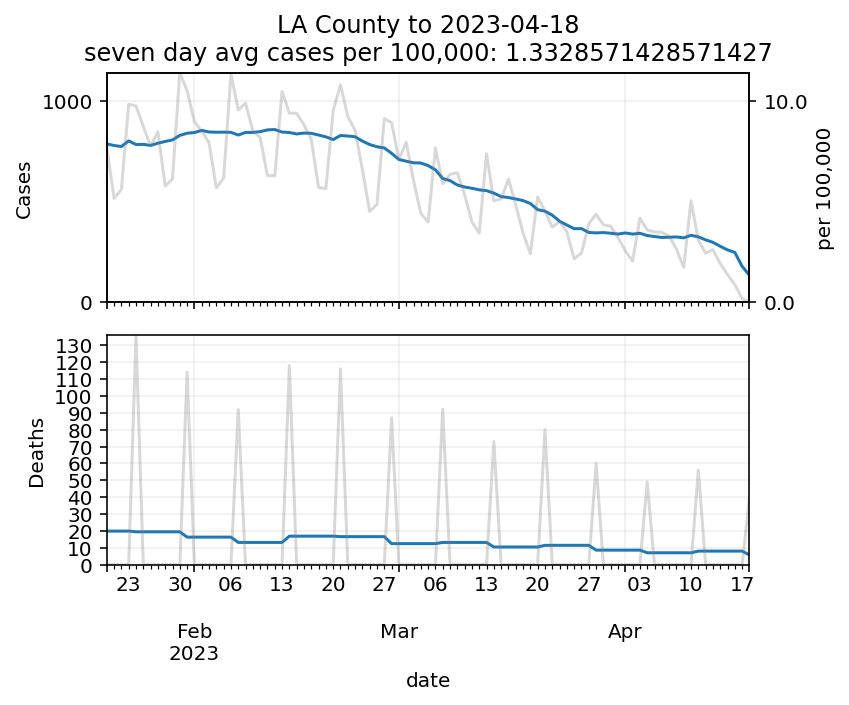 LA County to 2023-04-18
seven day avg cases per 100,000: 1.3328571428571427
1000
0
Cases
10.0
0.0
per 100,000
130
120
110
100
90
80
70
60
50
40
30
20
10
0
Deaths
23 30 06 13 20 27 06 13 20 27 03 10 17
Feb Mar Apr
2023
date